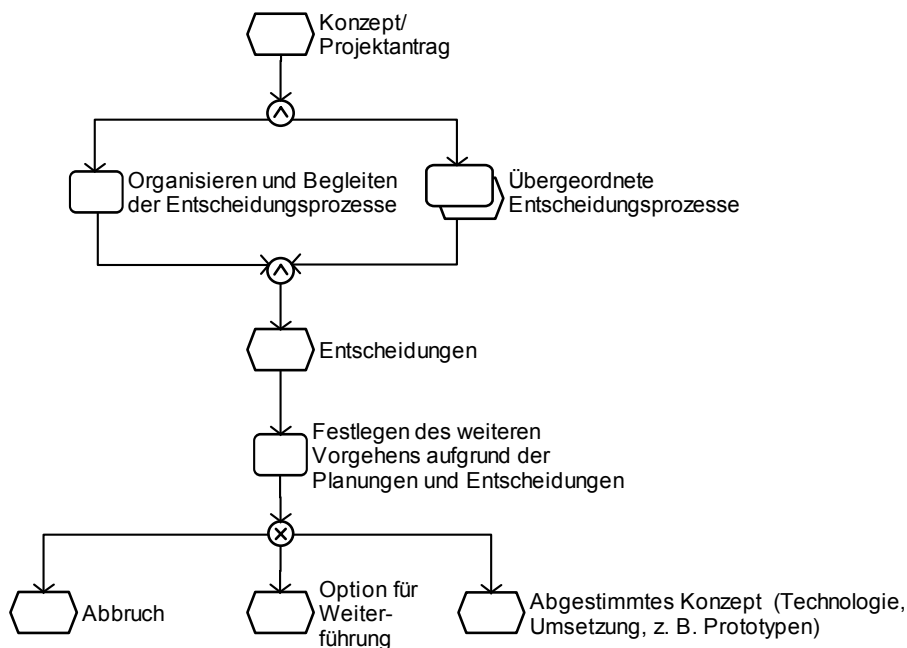 Konzept/
Projektantrag
Organisieren und Begleiten
der Entscheidungsprozesse
Übergeordnete
Entscheidungsprozesse
Entscheidungen
Festlegen des weiteren
Vorgehens aufgrund der
Planungen und Entscheidungen
Abbruch
Option für
Weiter-
führung
Abgestimmtes Konzept (Technologie,
Umsetzung, z. B. Prototypen)